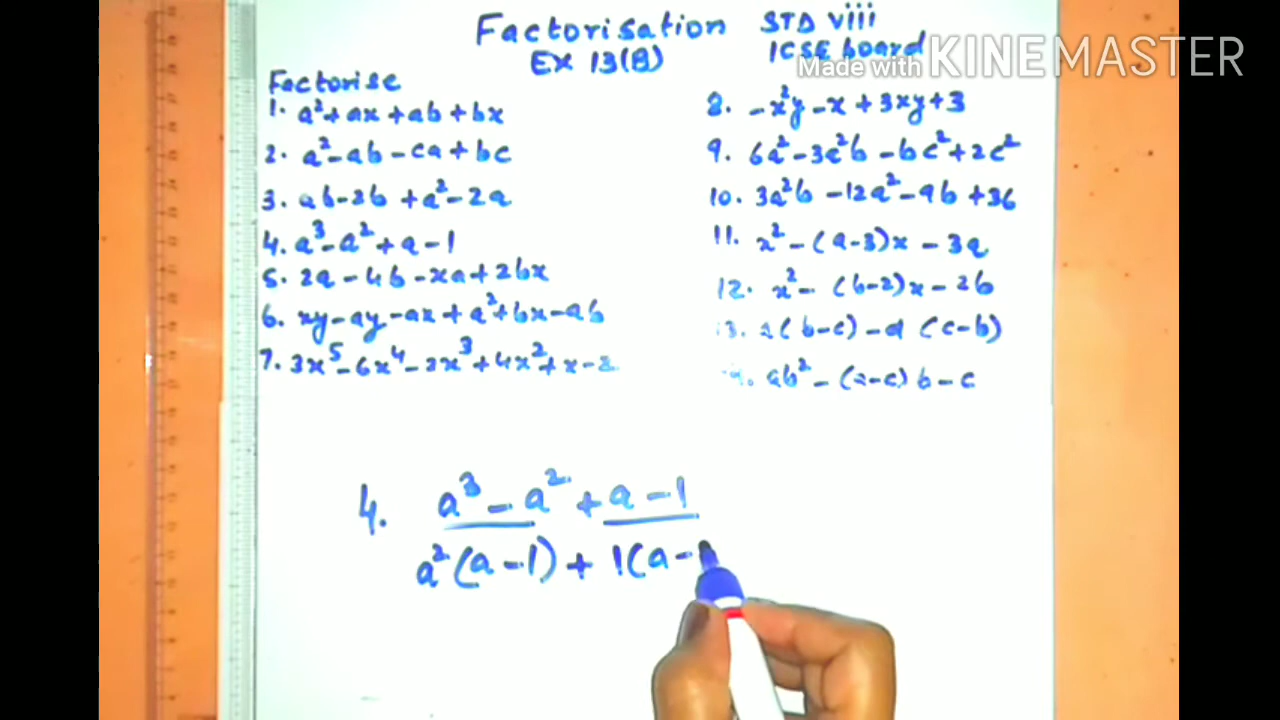 Factorisation STD viii
EX 13(B) ICSE board
Made with KINEMASTER
Factorise
1. a²+ax+ab+bx
2. a²-ab-ca+bc
3. ab-2b+a²-2a
4. a³-a²+a-1
5. 2a-4b-xa+2bx
6. xy-ay-ax+a²+bx-ab
7. 3x⁵-6x⁴-2x³+4x²+x-2
8. -x²y-x+3xy+3
9. 6a²-3a²b-bc²+2c²
10. 3a²b-12a²-9b+36
11. x²-(a-3)x-3a
12. x²-(b-2)x-2b
3. a(b-c)-d(c-b)
ab²-(a-c)b-c
4. a³-a²+a-1
a²(a-1)+1(a-